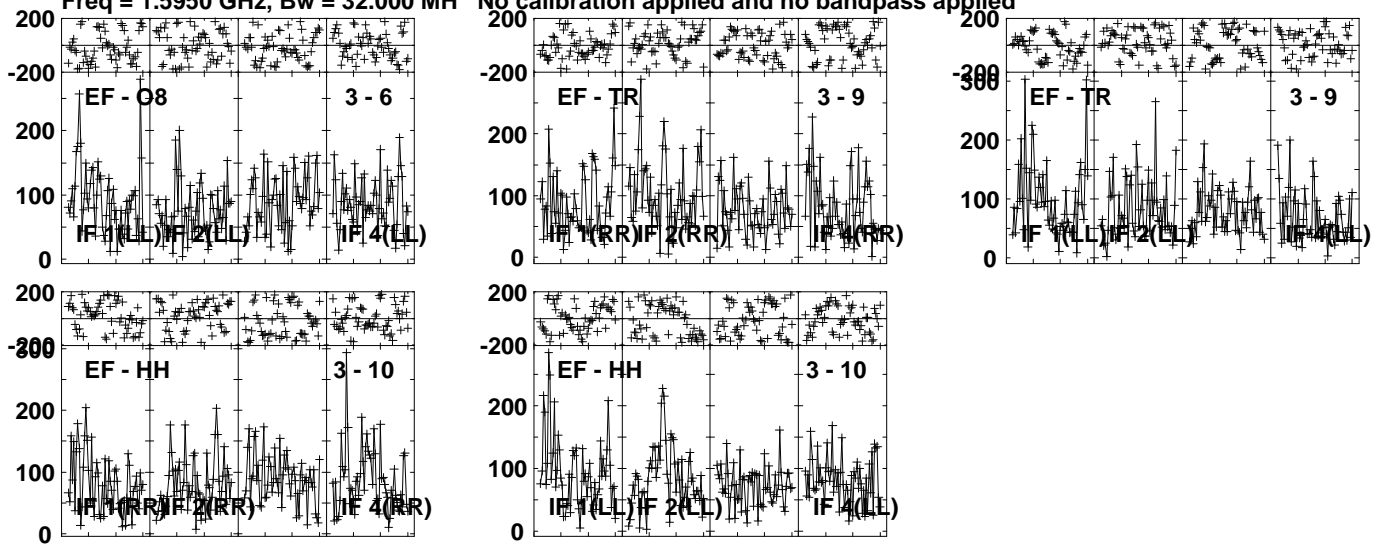 Freq = 1.5950 GHz, Bw = 32.000 MH No calibration applied and no bandpass applied
200 200 200
-200 -200 -200
300
EF - O8 3 - 6 EF - TR 3 - 9 EF - TR 3 - 9
200 200 200
100 100 100
IF 1(LL) IF 2(LL) IF 4(LL) IF 1(RR) IF 2(RR) IF 4(RR) IF 1(LL) IF 2(LL) IF 4(LL)
0 0 0
200 200
-200 -200
300
EF - HH 3 - 10 EF - HH 3 - 10
200 200
100 100
IF 1(RR) IF 2(RR) IF 4(RR) IF 1(LL) IF 2(LL) IF 4(LL)
0 0